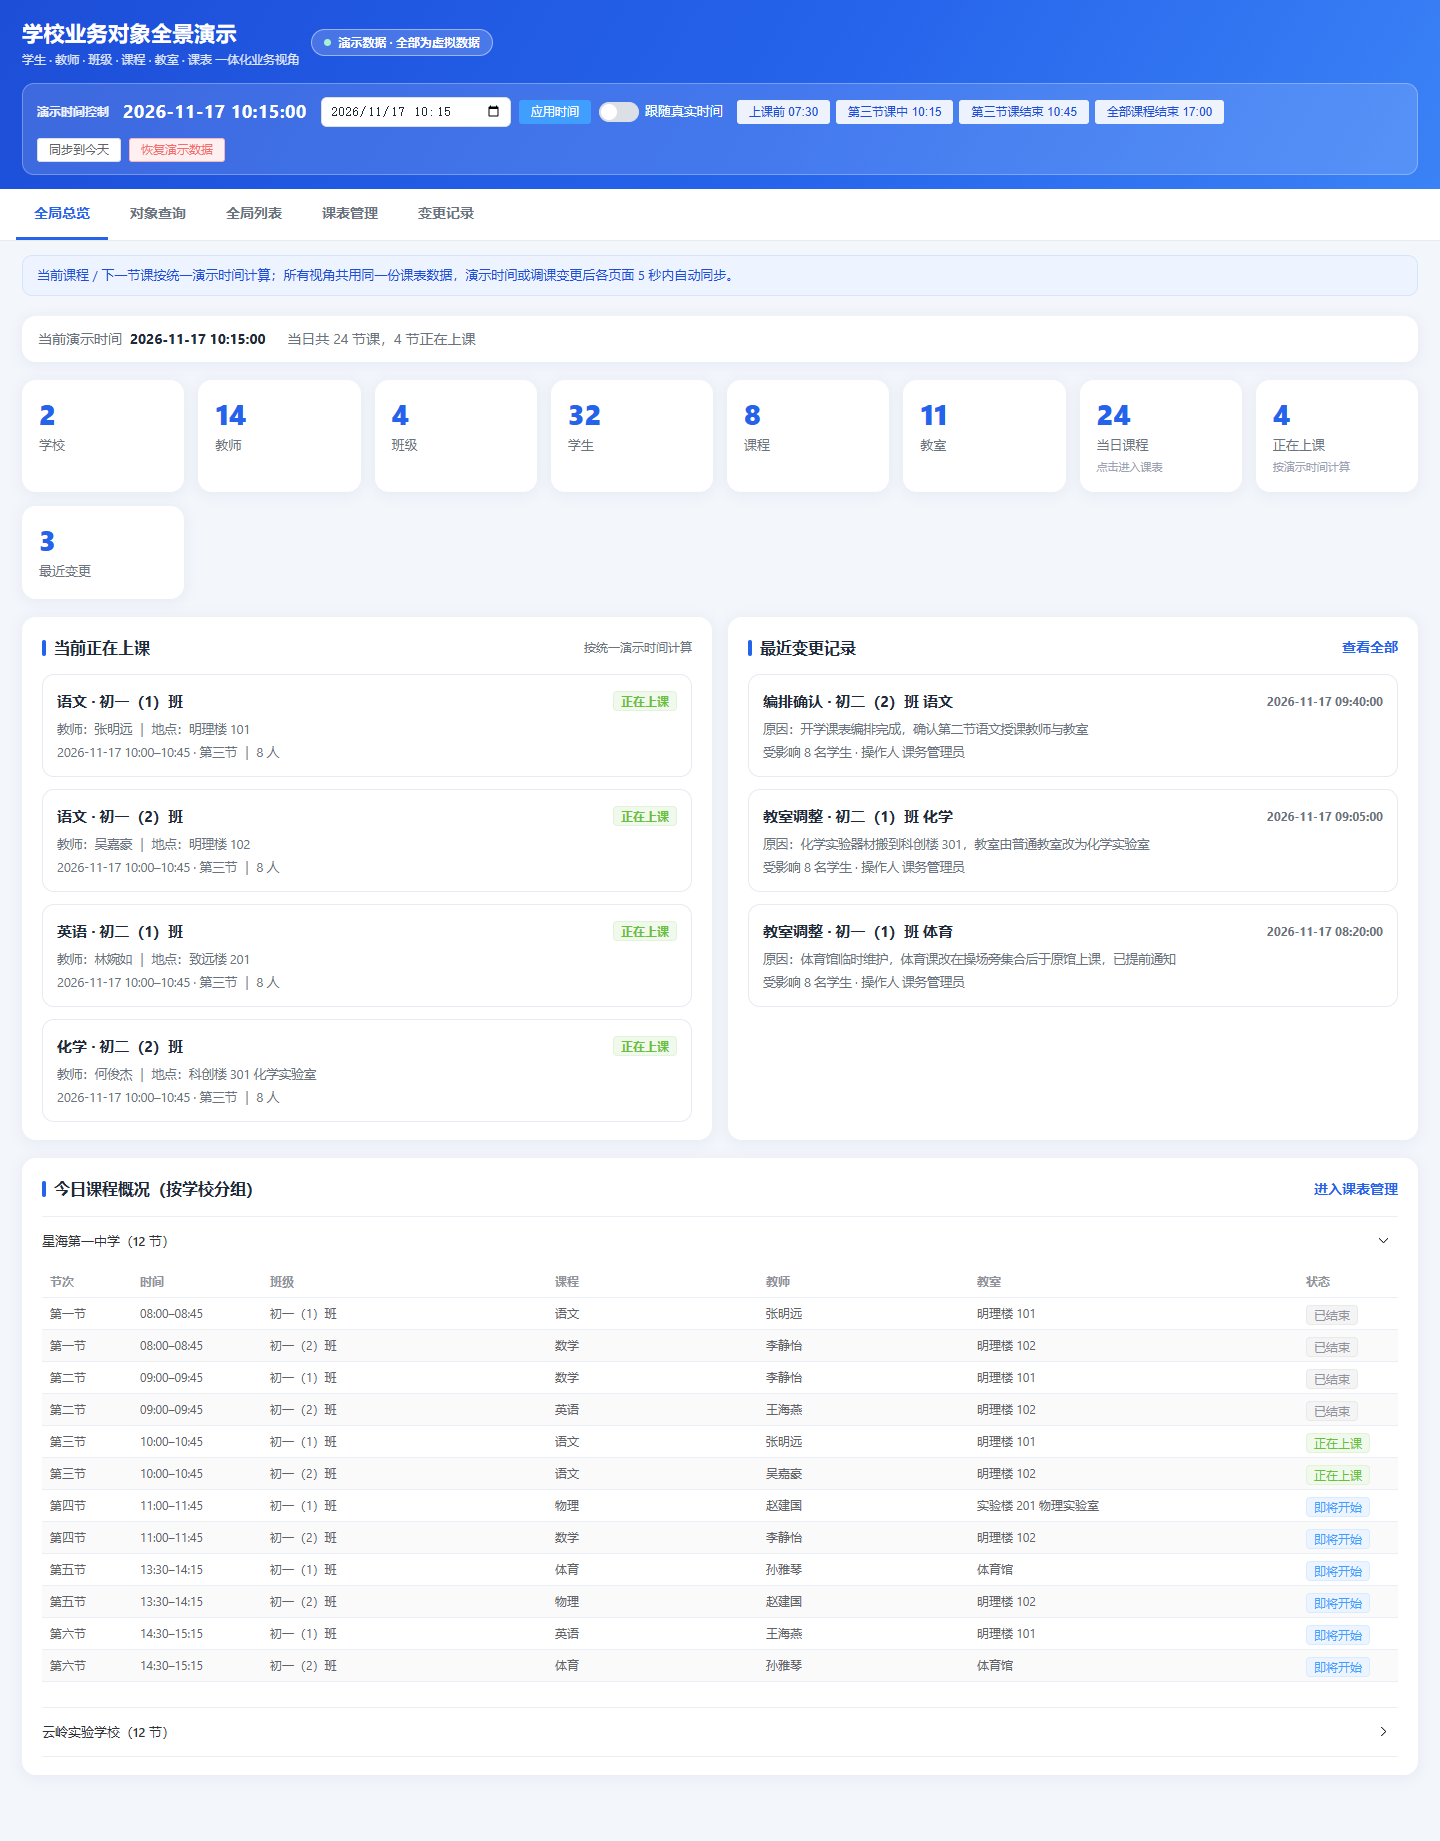 学校业务对象全景演示
学生 · 教师 · 班级 · 课程 · 教室 · 课表 一体化业务视角
演示数据 · 全部为虚拟数据
演示时间控制 2026-11-17 10:15:00 2026/11/17 10:15 应用时间 跟随真实时间 上课前 07:30 第三节课中 10:15 第三节课结束 10:45 全部课程结束 17:00
同步到今天 恢复演示数据
全局总览 对象查询 全局列表 课表管理 变更记录
当前课程 / 下一节课按统一演示时间计算；所有视角共用同一份课表数据，演示时间或调课变更后各页面 5 秒内自动同步。
当前演示时间 2026-11-17 10:15:00 当日共 24 节课，4 节正在上课
2 14 4 32 8 11 24 4
学校 教师 班级 学生 课程 教室 当日课程 正在上课
点击进入课表 按演示时间计算
3
最近变更
当前正在上课 按统一演示时间计算
语文 · 初一（1）班 正在上课
教师：张明远 | 地点：明理楼 101
2026-11-17 10:00–10:45 · 第三节 | 8 人
语文 · 初一（2）班 正在上课
教师：吴嘉豪 | 地点：明理楼 102
2026-11-17 10:00–10:45 · 第三节 | 8 人
英语 · 初二（1）班 正在上课
教师：林婉如 | 地点：致远楼 201
2026-11-17 10:00–10:45 · 第三节 | 8 人
化学 · 初二（2）班 正在上课
教师：何俊杰 | 地点：科创楼 301 化学实验室
2026-11-17 10:00–10:45 · 第三节 | 8 人
最近变更记录 查看全部
编排确认 · 初二（2）班 语文 2026-11-17 09:40:00
原因：开学课表编排完成，确认第二节语文授课教师与教室
受影响 8 名学生 · 操作人 课务管理员
教室调整 · 初二（1）班 化学 2026-11-17 09:05:00
原因：化学实验器材搬到科创楼 301，教室由普通教室改为化学实验室
受影响 8 名学生 · 操作人 课务管理员
教室调整 · 初一（1）班 体育 2026-11-17 08:20:00
原因：体育馆临时维护，体育课改在操场旁集合后于原馆上课，已提前通知
受影响 8 名学生 · 操作人 课务管理员
今日课程概况（按学校分组） 进入课表管理
星海第一中学（12 节）
节次 时间 班级 课程 教师 教室 状态
第一节 08:00–08:45 初一（1）班 语文 张明远 明理楼 101 已结束
第一节 08:00–08:45 初一（2）班 数学 李静怡 明理楼 102 已结束
第二节 09:00–09:45 初一（1）班 数学 李静怡 明理楼 101 已结束
第二节 09:00–09:45 初一（2）班 英语 王海燕 明理楼 102 已结束
第三节 10:00–10:45 初一（1）班 语文 张明远 明理楼 101 正在上课
第三节 10:00–10:45 初一（2）班 语文 吴嘉豪 明理楼 102 正在上课
第四节 11:00–11:45 初一（1）班 物理 赵建国 实验楼 201 物理实验室 即将开始
第四节 11:00–11:45 初一（2）班 数学 李静怡 明理楼 102 即将开始
第五节 13:30–14:15 初一（1）班 体育 孙雅琴 体育馆 即将开始
第五节 13:30–14:15 初一（2）班 物理 赵建国 明理楼 102 即将开始
第六节 14:30–15:15 初一（1）班 英语 王海燕 明理楼 101 即将开始
第六节 14:30–15:15 初一（2）班 体育 孙雅琴 体育馆 即将开始
云岭实验学校（12 节）